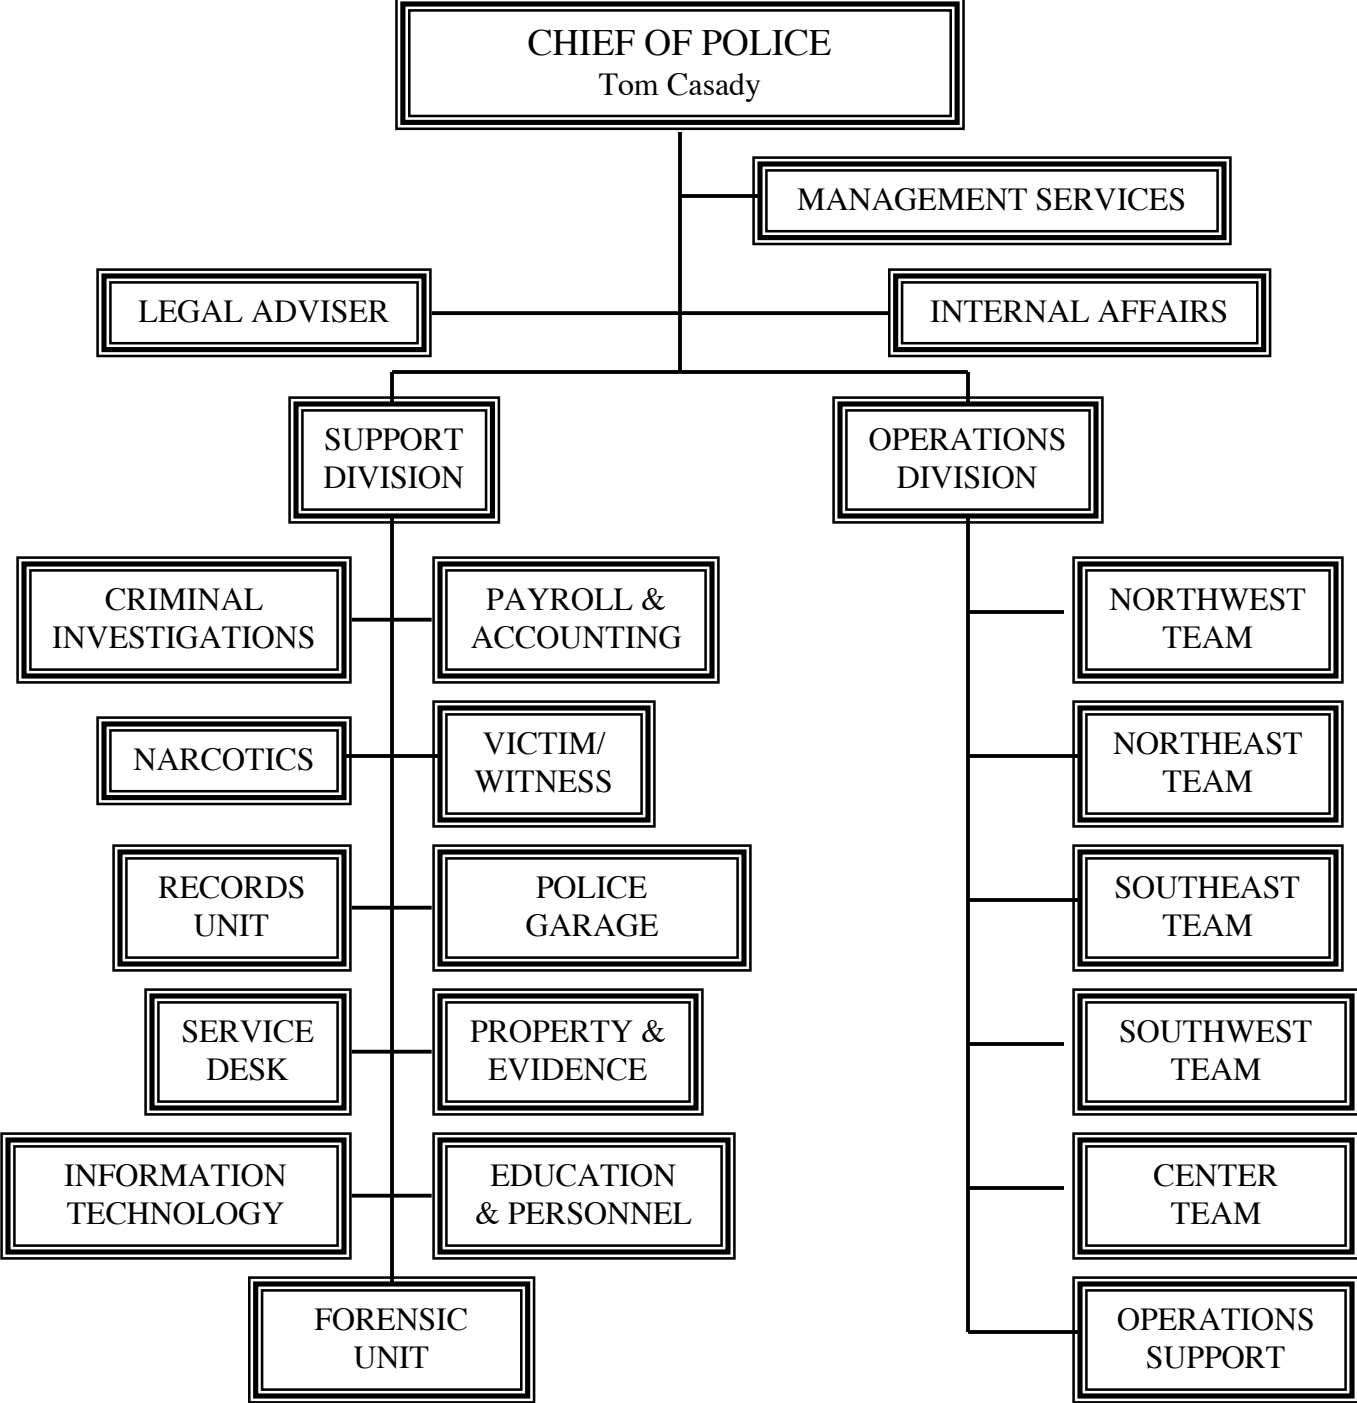 CHIEF OF POLICE
Tom Casady
MANAGEMENT SERVICES
LEGAL ADVISER
INTERNAL AFFAIRS
SUPPORT
DIVISION
OPERATIONS
DIVISION
CRIMINAL
INVESTIGATIONS
PAYROLL &
ACCOUNTING
NORTHWEST
TEAM
NARCOTICS
VICTIM/
WITNESS
NORTHEAST
TEAM
RECORDS
UNIT
POLICE
GARAGE
SOUTHEAST
TEAM
SERVICE
DESK
PROPERTY &
EVIDENCE
SOUTHWEST
TEAM
INFORMATION
TECHNOLOGY
EDUCATION
& PERSONNEL
CENTER
TEAM
FORENSIC
UNIT
OPERATIONS
SUPPORT